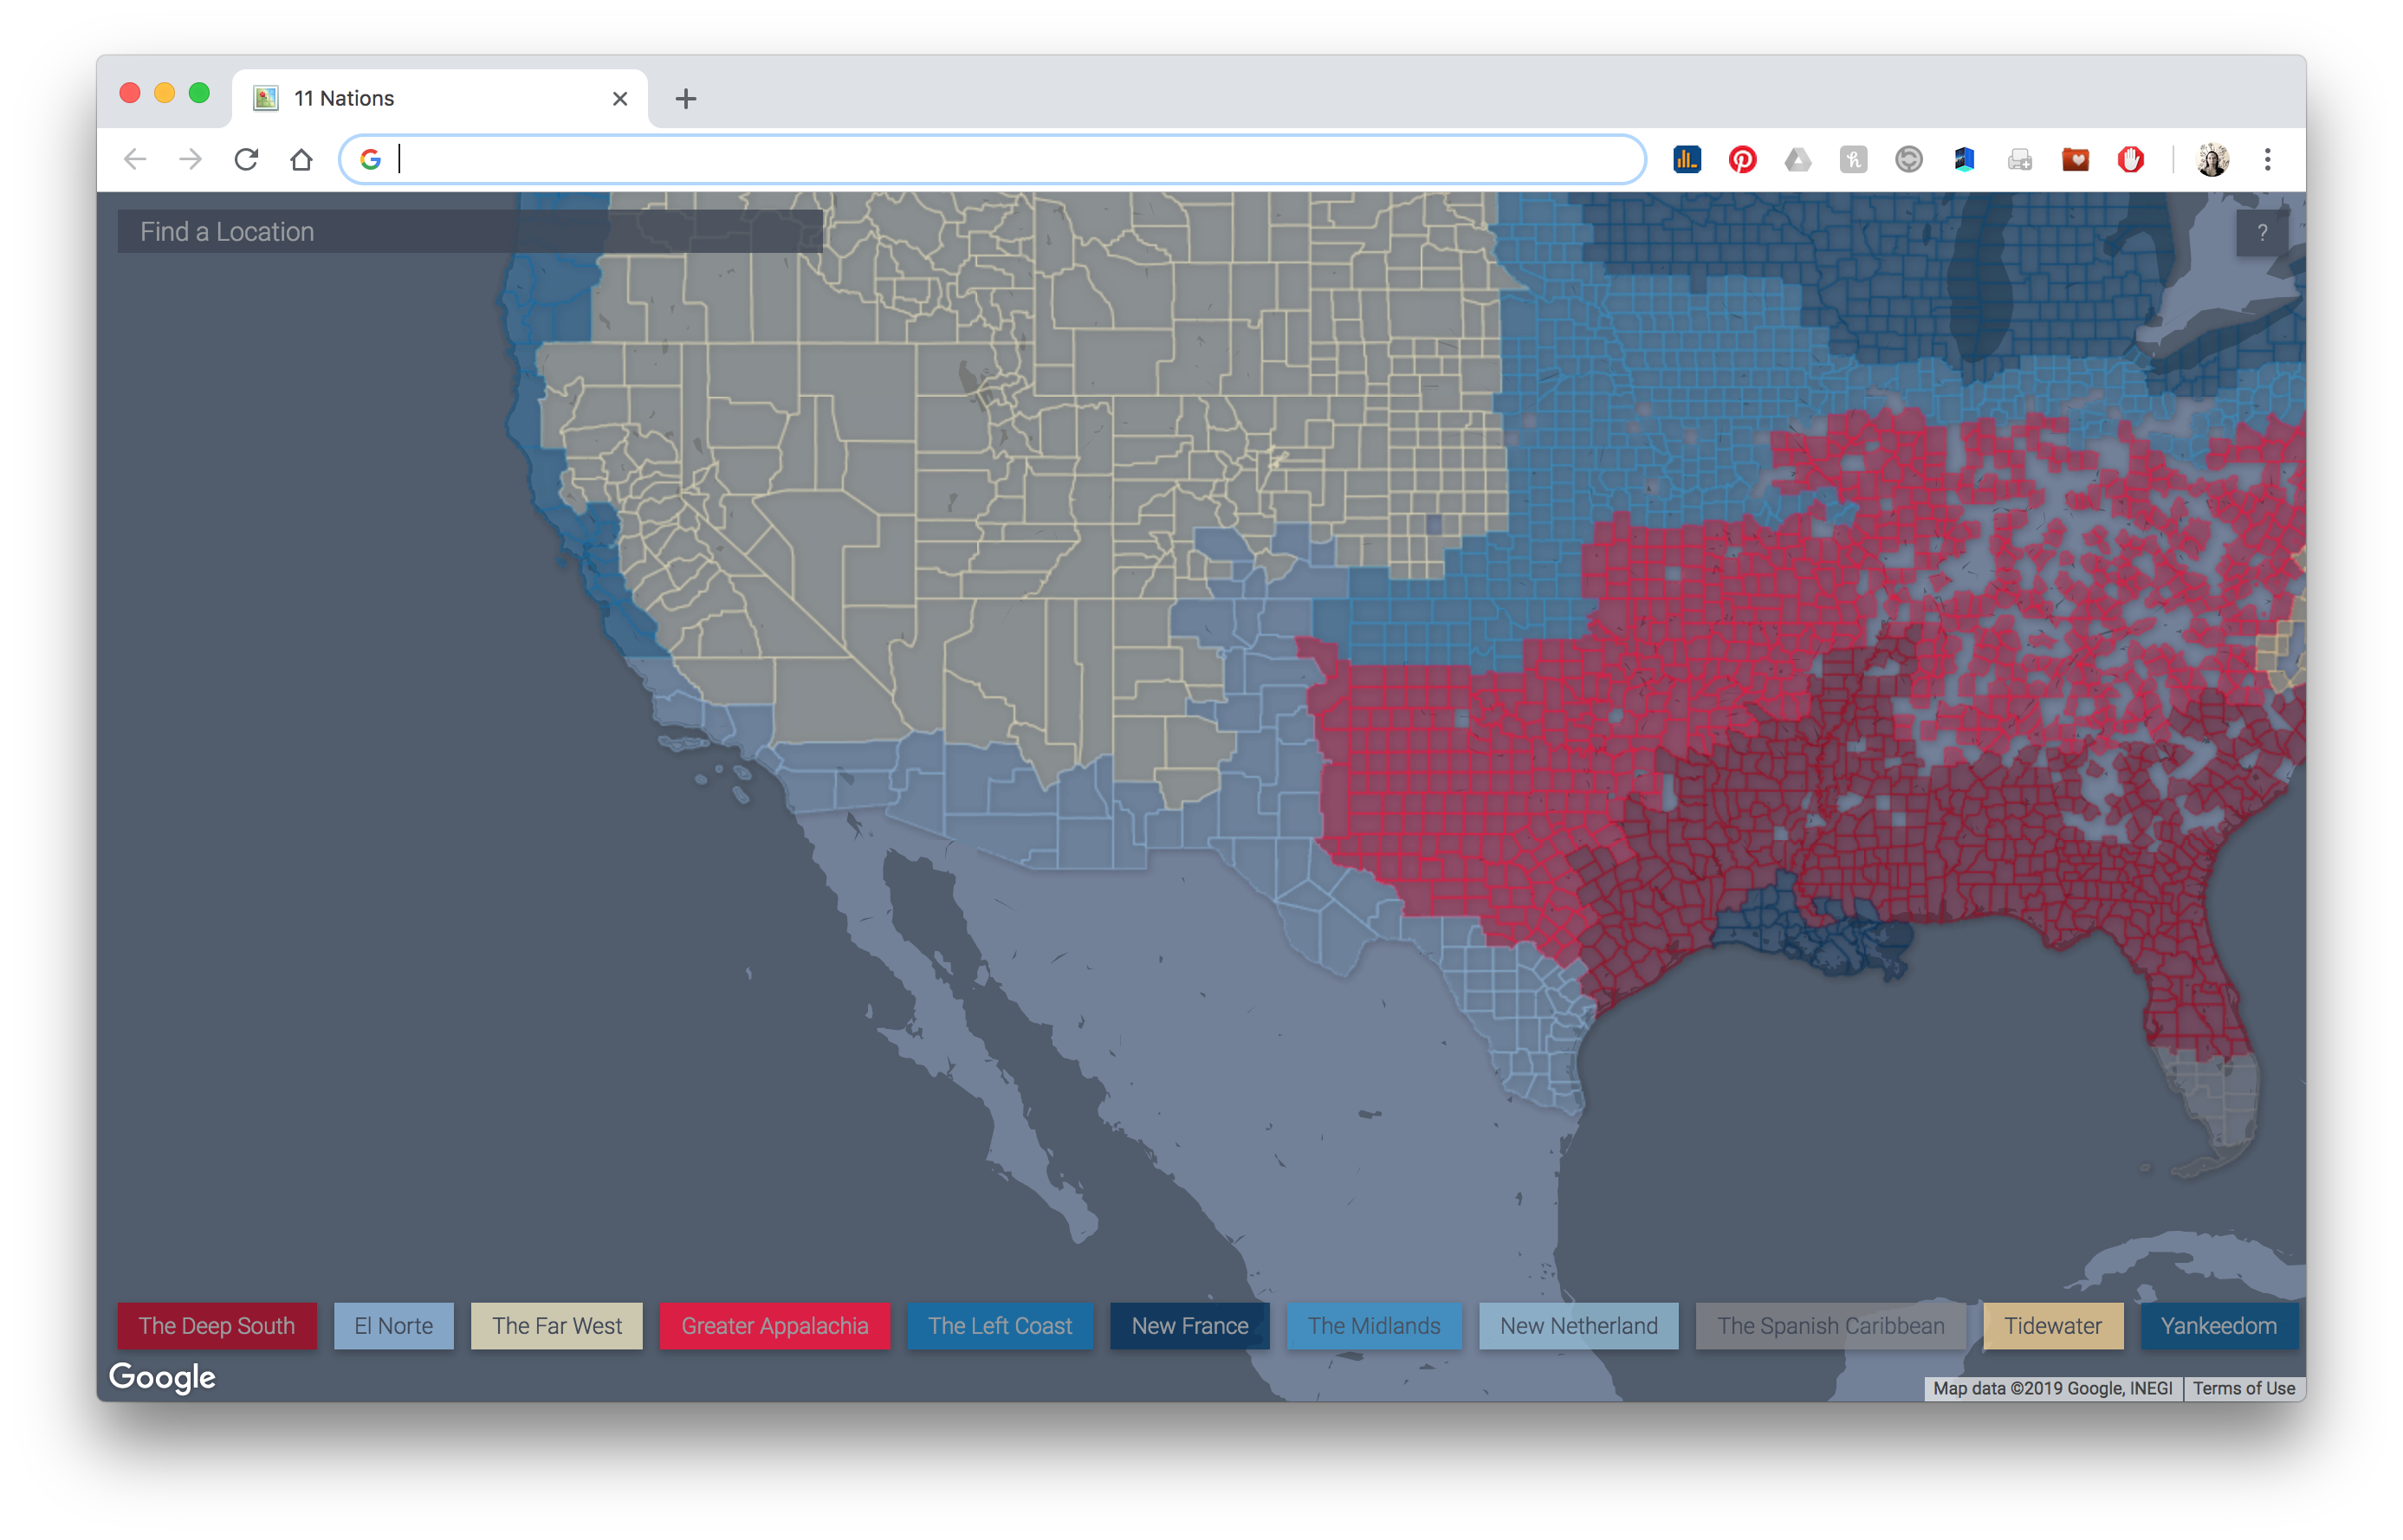 11 Nations
Find a Location
?
The Deep South
El Norte
The Far West
Greater Appalachia
The Left Coast
New France
The Midlands
New Netherland
The Spanish Caribbean
Tidewater
Yankeedom
Google
Map data ©2019 Google, INEGI
Terms of Use